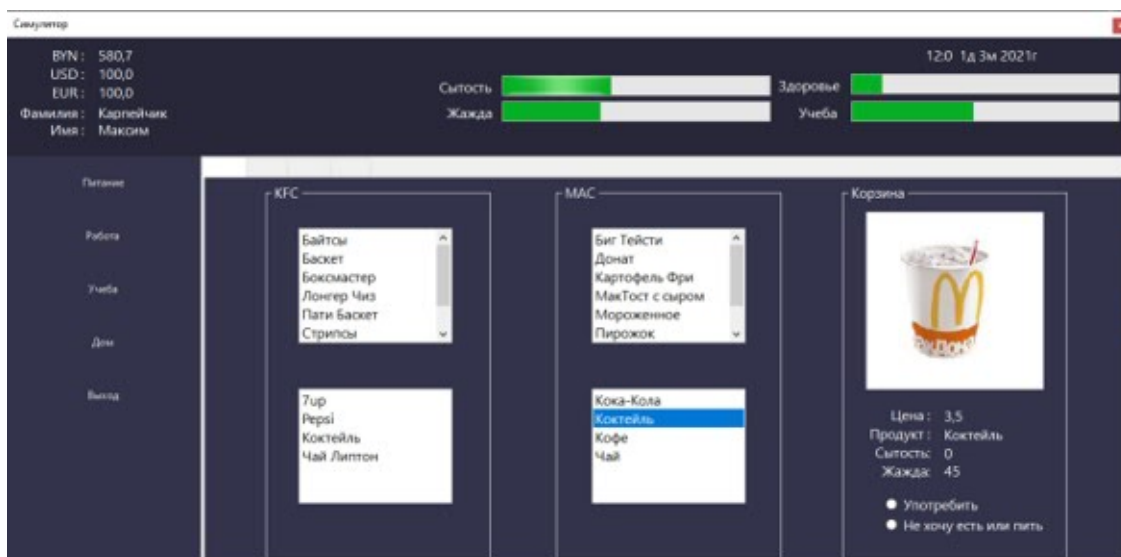 Симулятор
BYN : 580,7
USD : 100,0
EUR : 100,0
Фамилия : Карпейчик
Имя : Максим
Сытость
Жажда
Здоровье
Учеба
12:0 1д 3м 2021г
Питание
Работа
Учеба
Дом
Выход
KFC
Байтсы
Баскет
Боксмастер
Лонгер Чиз
Пати Баскет
Стрипсы
7up
Pepsi
Коктейль
Чай Липтон
МАС
Биг Тейсти
Донат
Картофель Фри
МакТост с сыром
Мороженное
Пирожок
Кока-Кола
Коктейль
Кофе
Чай
Корзина
Цена : 3,5
Продукт : Коктейль
Сытость: 0
Жажда: 45
Употребить
Не хочу есть или пить